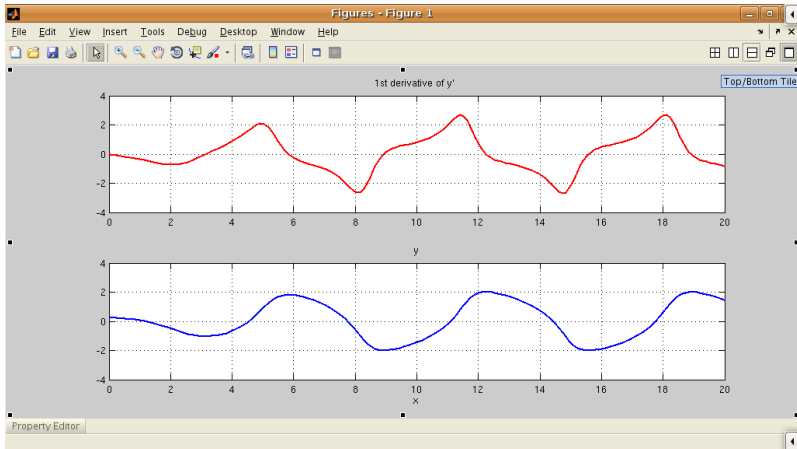 Figures - Figure 1
File Edit View Insert Tools Debug Desktop Window Help
Top/Bottom Tile
1st derivative of y'
4
2
0
-2
-4
0 2 4 6 8 10 12 14 16 18 20
y
4
2
0
-2
-4
0 2 4 6 8 10 12 14 16 18 20
x
Property Editor